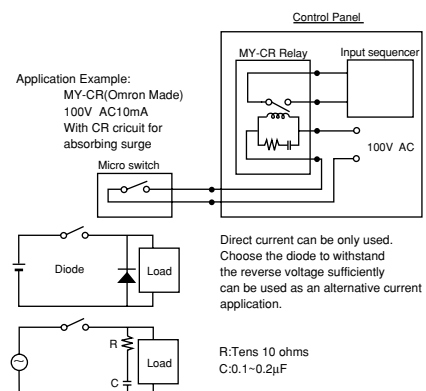 Control Panel
MY-CR Relay
Input sequencer
Application Example:
MY-CR(Omron Made)
100V AC10mA
With CR cricuit for
absorbing surge
100V AC
Micro switch
Diode
Load
Direct current can be only used.
Choose the diode to withstand
the reverse voltage sufficiently
can be used as an alternative current
application.
R
Load
C
R:Tens 10 ohms
C:0.1~0.2μF